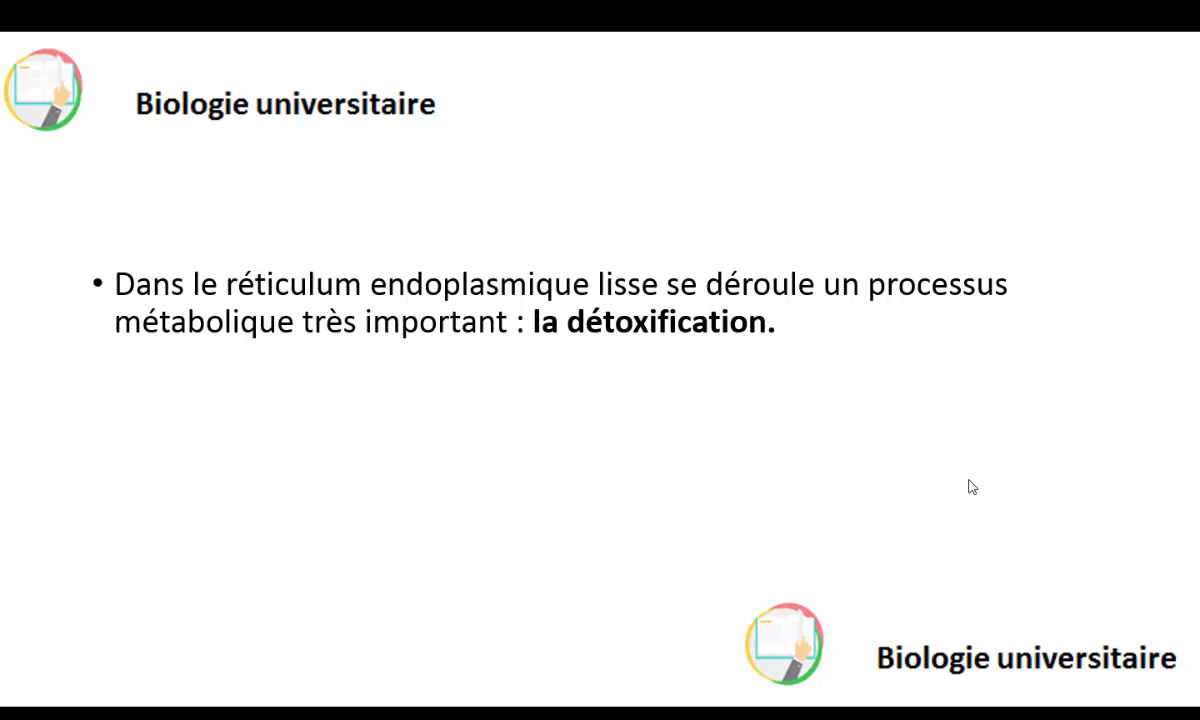 Biologie universitaire
• Dans le réticulum endoplasmique lisse se déroule un processus
métabolique très important : la détoxification.
Biologie universitaire